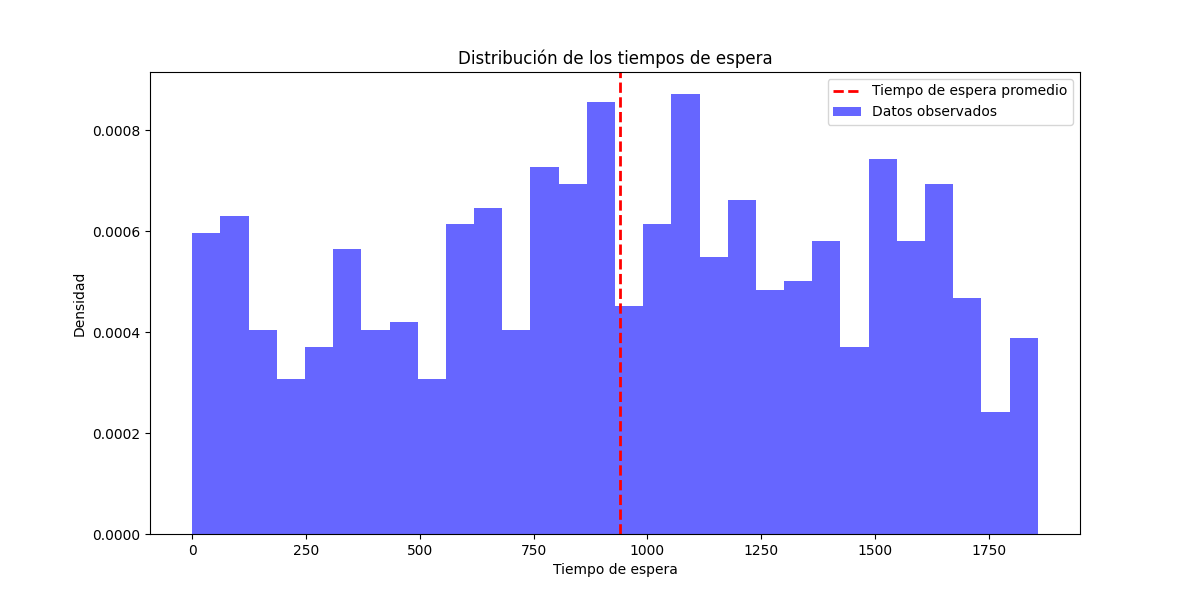 Distribución de los tiempos de espera
Tiempo de espera promedio
Datos observados
Densidad
0.0008
0.0006
0.0004
0.0002
0.0000
0 250 500 750 1000 1250 1500 1750
Tiempo de espera